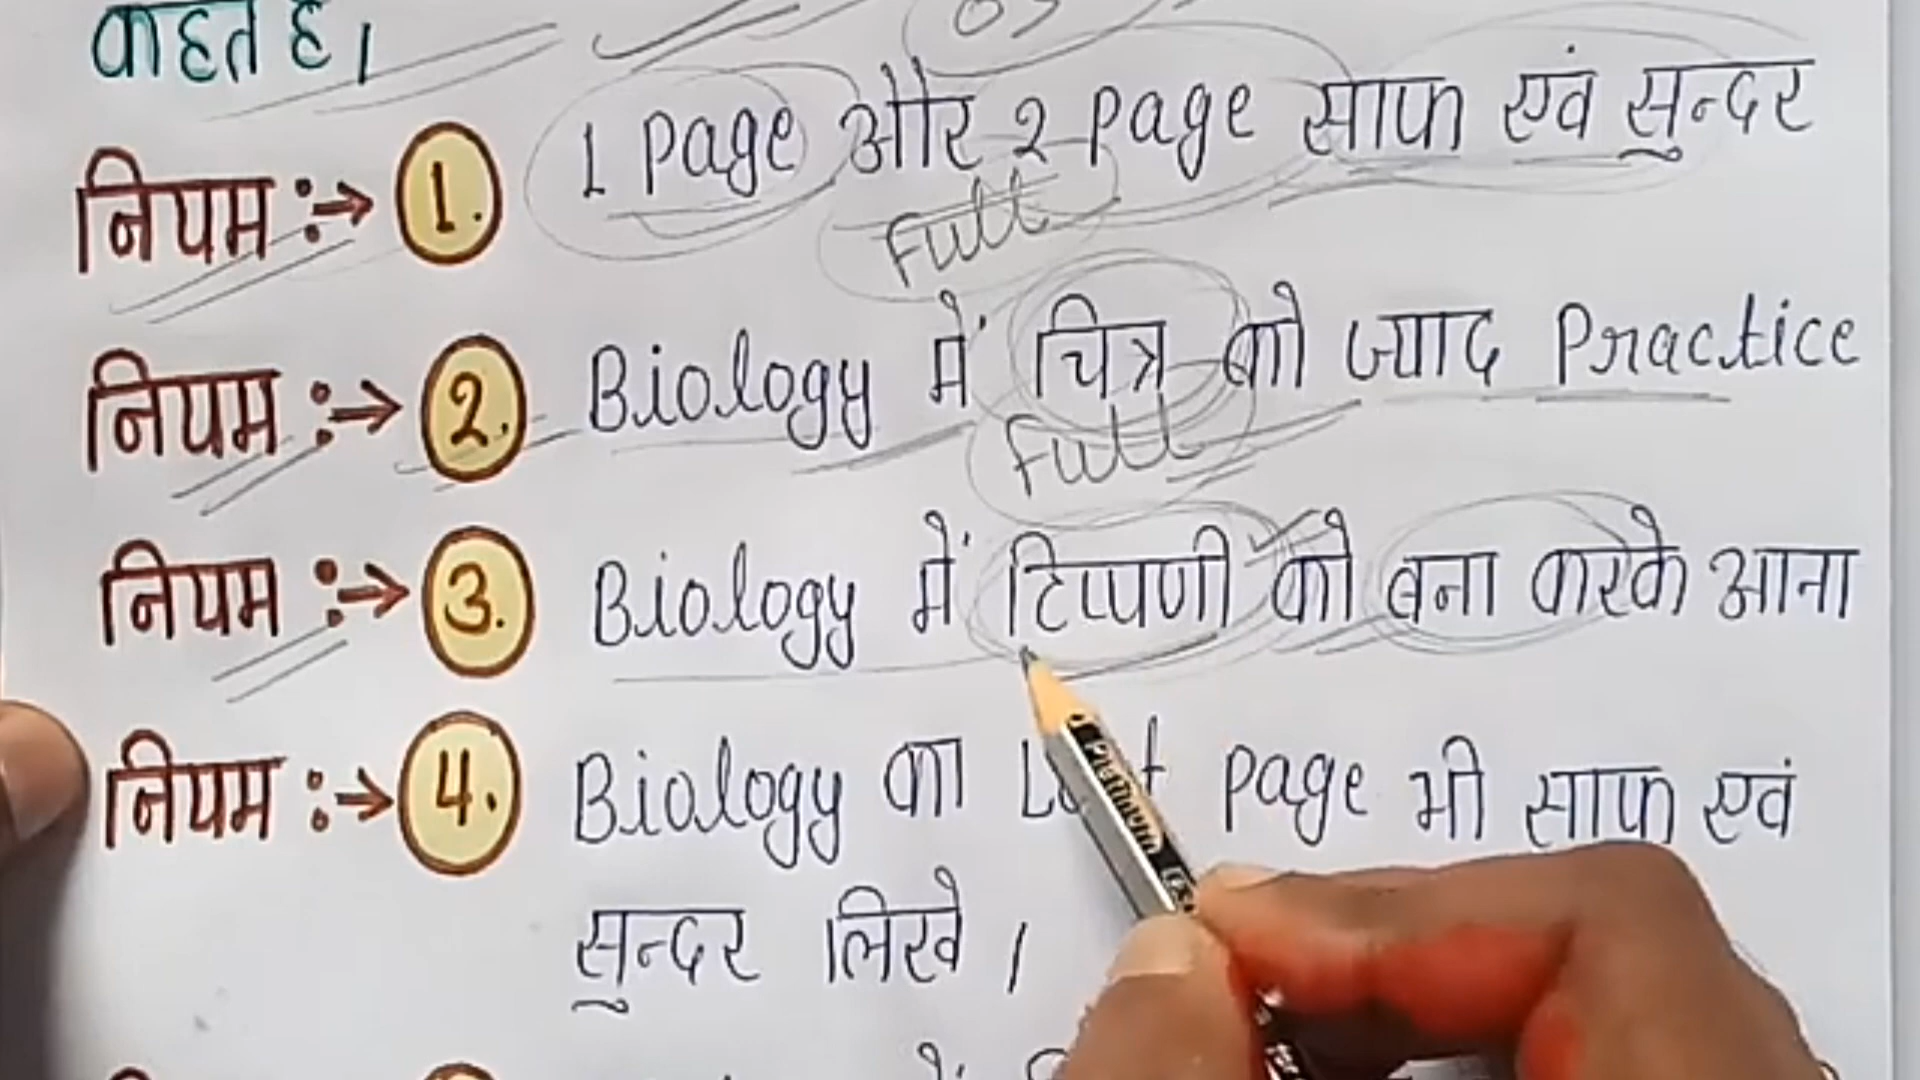 कहते है।
नियम :→ 1. 1 Page और 2 Page साफ एवं सुन्दर
Full
नियम :→ 2. Biology में चित्र को ज्याद Practice
Full
नियम :→ 3. Biology में टिप्पणी को बना करके आना
नियम :→ 4. Biology का Page भी साफ एवं
सुन्दर लिखे।
Platinum